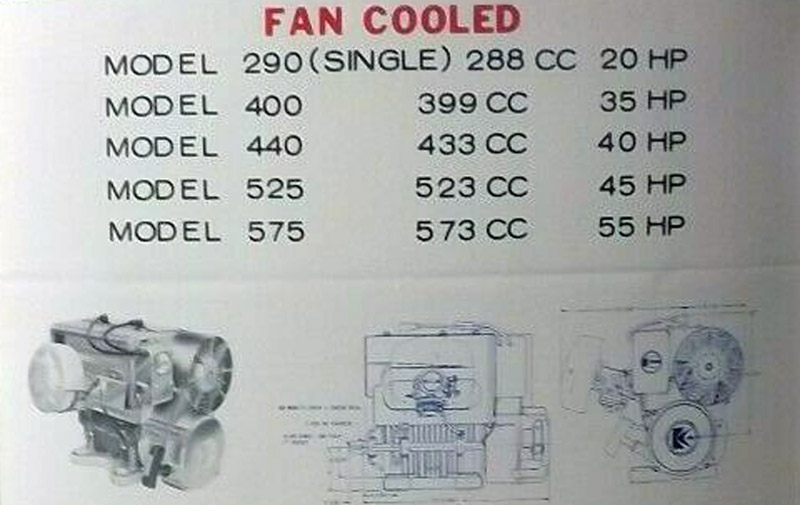 FAN COOLED
MODEL 290 (SINGLE) 288 CC 20 HP
MODEL 400 399 CC 35 HP
MODEL 440 433 CC 40 HP
MODEL 525 523 CC 45 HP
MODEL 575 573 CC 55 HP